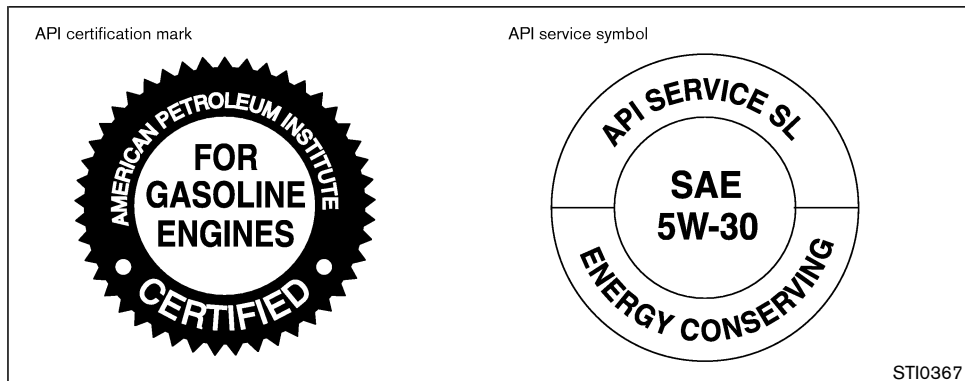 API certification mark
AMERICAN PETROLEUM INSTITUTE
FOR
GASOLINE
ENGINES
CERTIFIED
API service symbol
API SERVICE SL
SAE
5W-30
ENERGY CONSERVING
STI0367